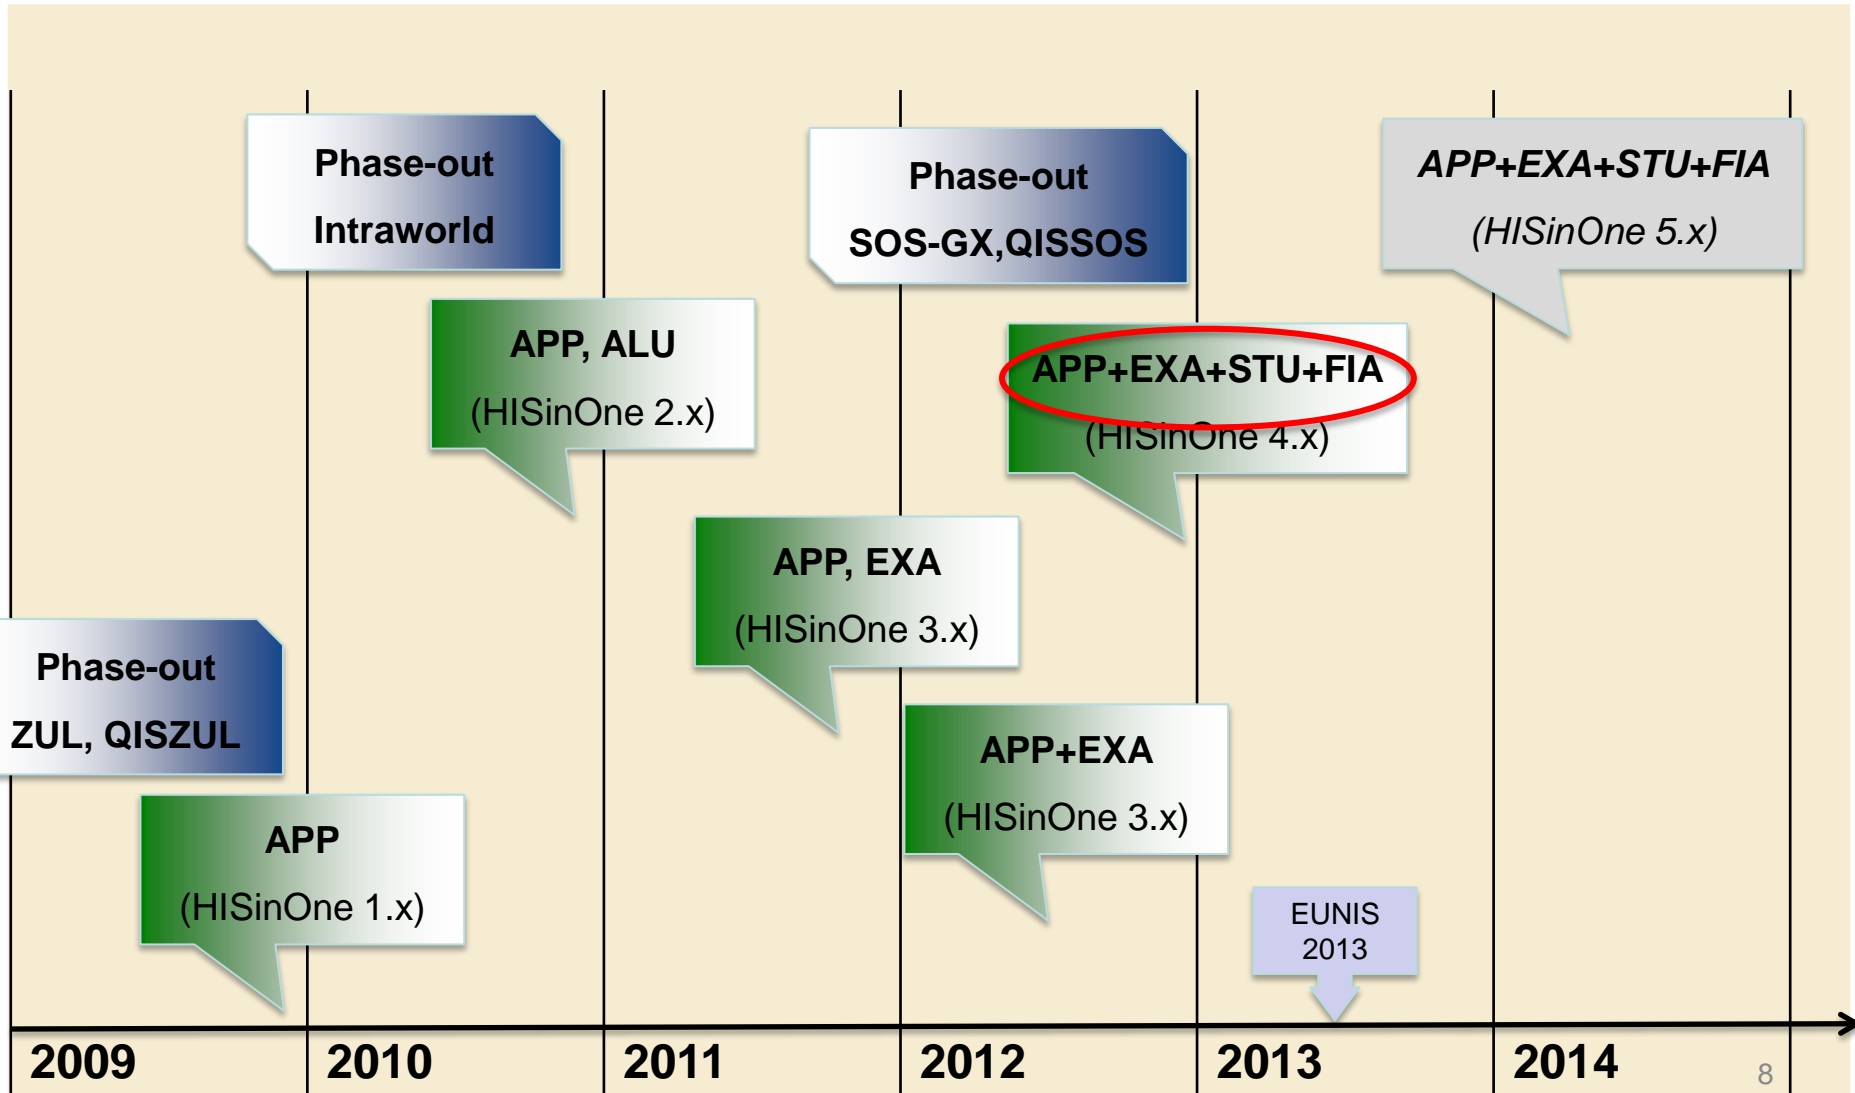 Phase-out
Intraworld
Phase-out
SOS-GX,QISSOS
APP+EXA+STU+FIA
(HISinOne 5.x)
APP, ALU
(HISinOne 2.x)
APP+EXA+STU+FIA
(HISinOne 4.x)
APP, EXA
(HISinOne 3.x)
Phase-out
ZUL, QISZUL
APP+EXA
(HISinOne 3.x)
APP
(HISinOne 1.x)
EUNIS
2013
2009
2010
2011
2012
2013
2014
8